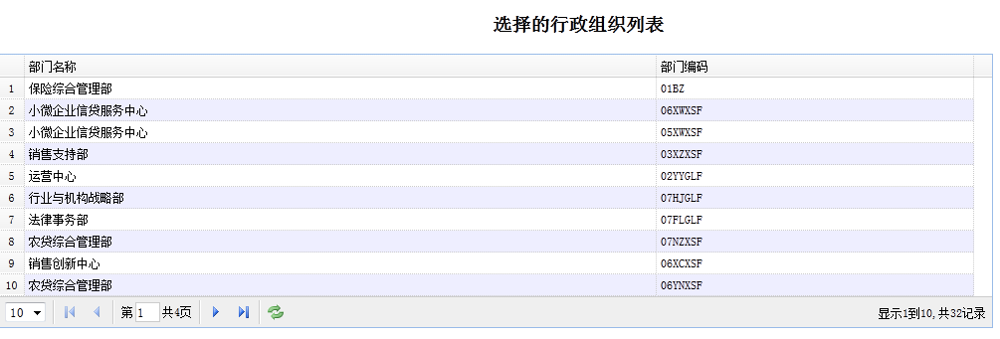 选择的行政组织列表
部门名称 部门编码
1 保险综合管理部 01BZ
2 小微企业信贷服务中心 06XWXSF
3 小微企业信贷服务中心 05XWXSF
4 销售支持部 03XZXSF
5 运营中心 02YYGLF
6 行业与机构战略部 07HJGLF
7 法律事务部 07FLGLF
8 农贷综合管理部 07NZXSF
9 销售创新中心 06XCXSF
10 农贷综合管理部 06YNXSF
10 第 1 共4页 显示1到10,共32记录